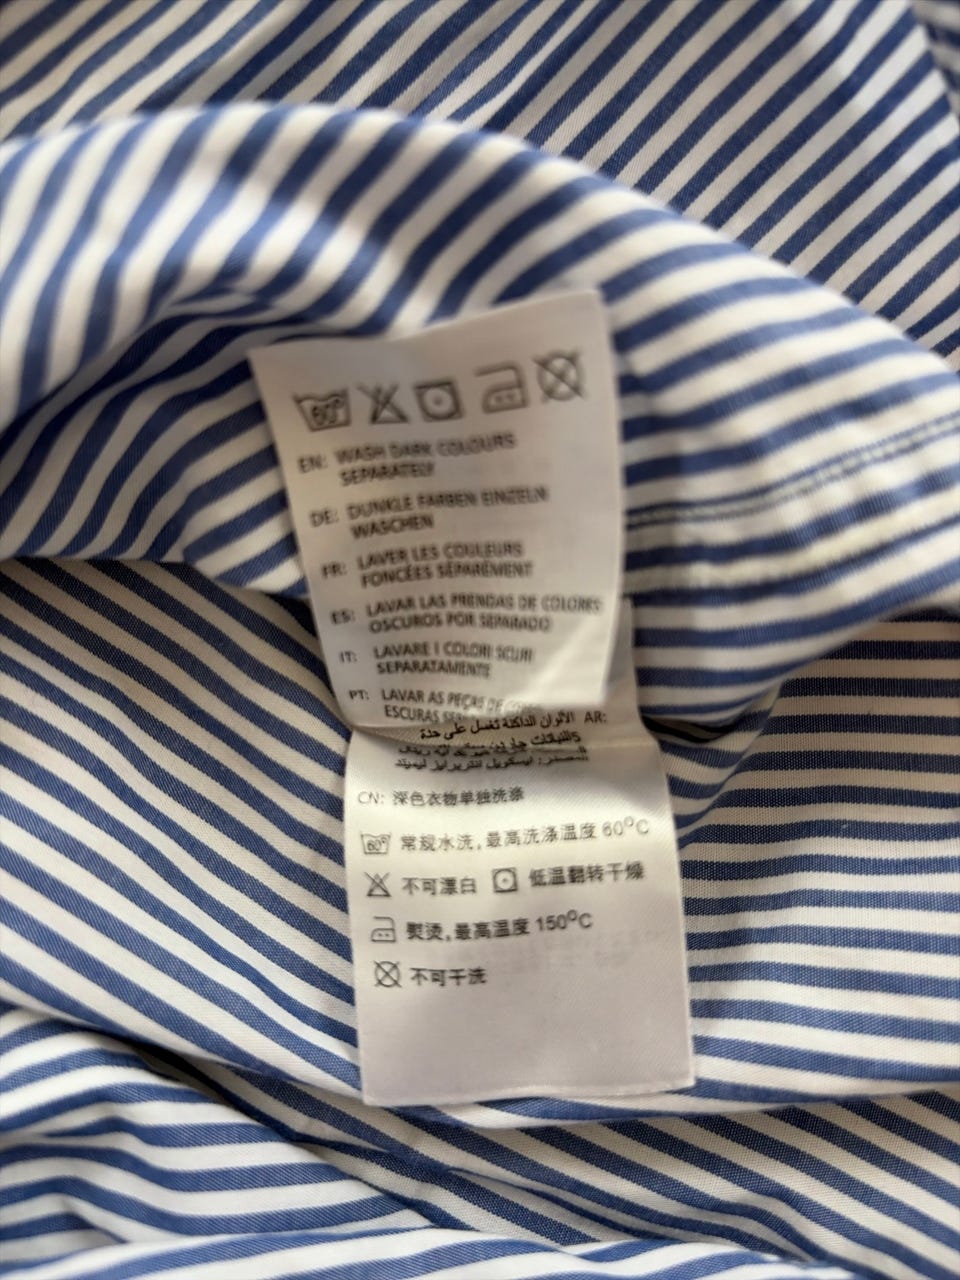 60°
EN: WASH DARK COLOURS
SEPARATELY
DE: DUNKLE FARBEN EINZELN
WASCHEN
FR: LAVER LES COULEURS
FONCÉES SÉPARÉMENT
ES: LAVAR LAS PRENDAS DE COLORES
OSCUROS POR SEPARADO
IT: LAVARE I COLORI SCURI
SEPARATAMENTE
PT: LAVAR AS PEÇAS DE
ESCURAS
AR: الألوان الداكنة تغسل على حدة
CN: 深色衣物单独洗涤
60° 常规水洗,最高洗涤温度 60°C
不可漂白 低温翻转干燥
熨烫,最高温度 150°C
不可干洗